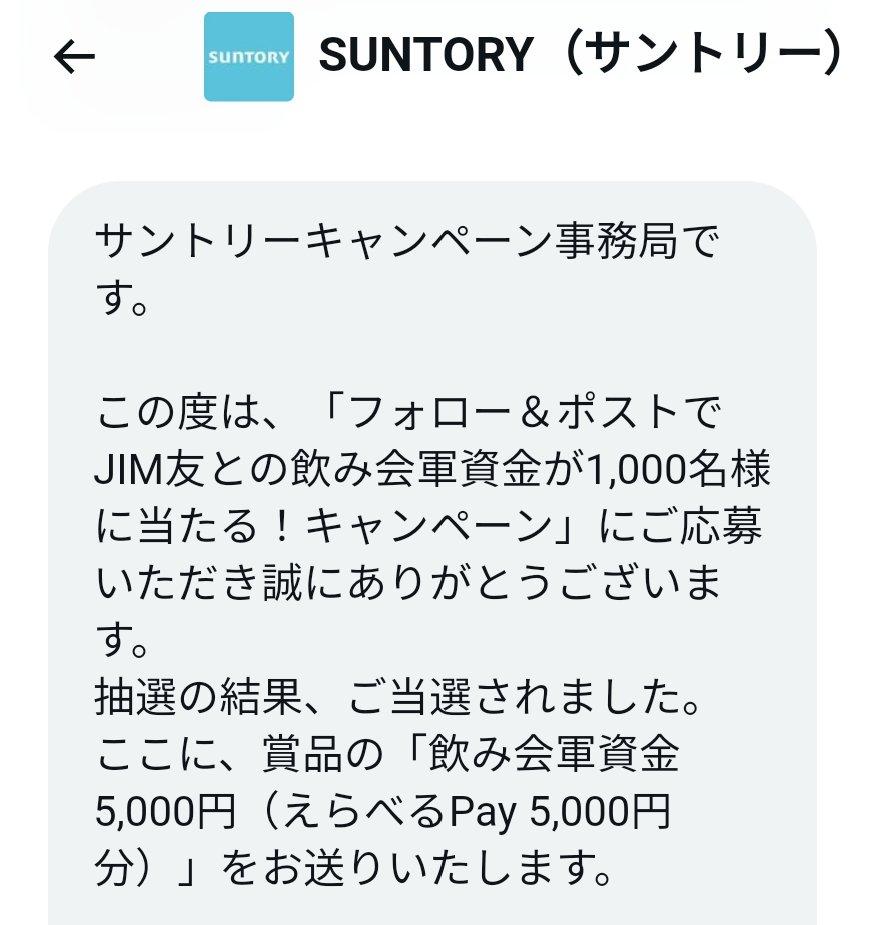 SUNTORY
SUNTORY（サントリー）
サントリーキャンペーン事務局で
す。
この度は、「フォロー＆ポストで
JIM友との飲み会軍資金が1,000名様
に当たる！キャンペーン」にご応募
いただき誠にありがとうございま
す。
抽選の結果、ご当選されました。
ここに、賞品の「飲み会軍資金
5,000円（えらべるPay 5,000円
分）」をお送りいたします。